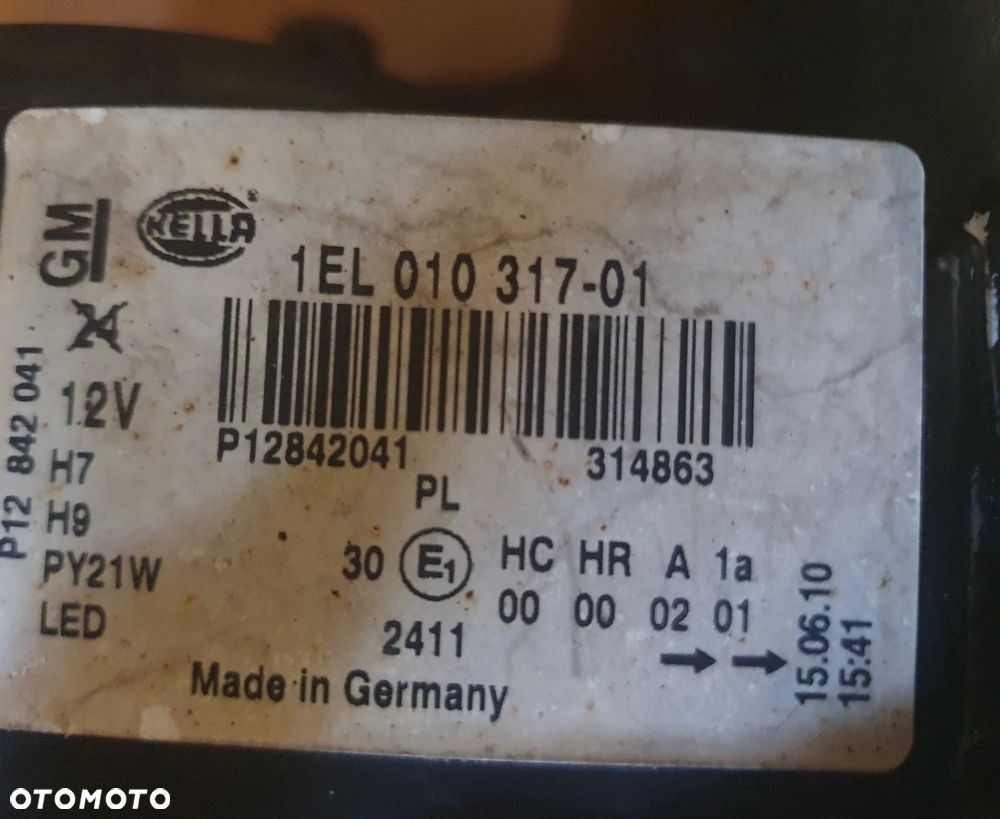 GM
HELLA®
1EL 010 317-01
24
12V
P12 842 041
P12842041 314863
H7
H9
PY21W
LED
PL
30 E1 HC HR A 1a
00 00 02 01
2411
Made in Germany
15.06.10
15:41
OTOMOTO